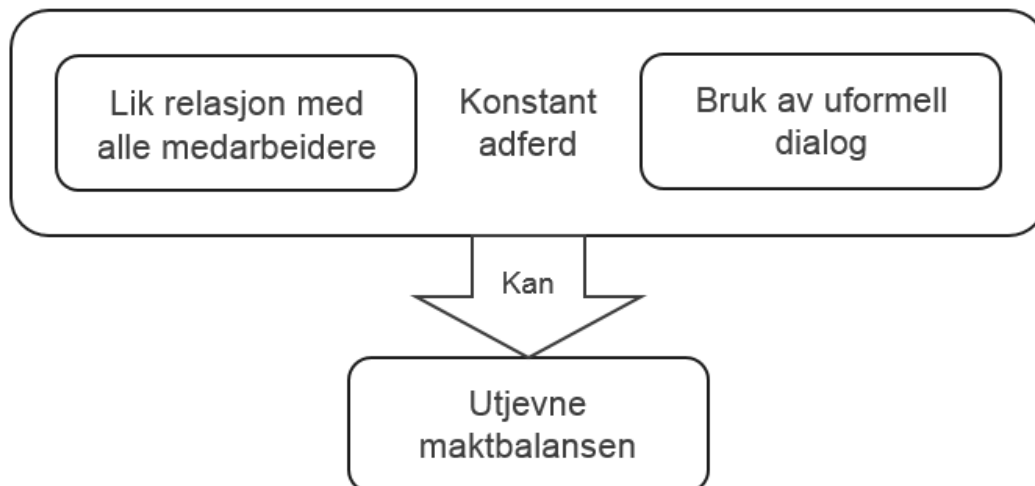 Lik relasjon med
alle medarbeidere
Konstant
adferd
Bruk av uformell
dialog
Kan
Utjevne
maktbalansen